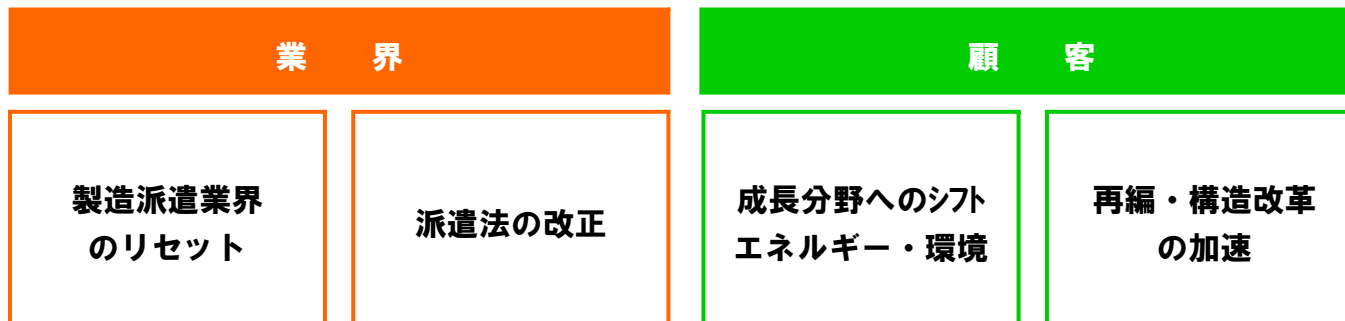 業　界
顧　客
製造派遣業界
のリセット
派遣法の改正
成長分野へのｼﾌﾄ
エネルギー・環境
再編・構造改革
の加速